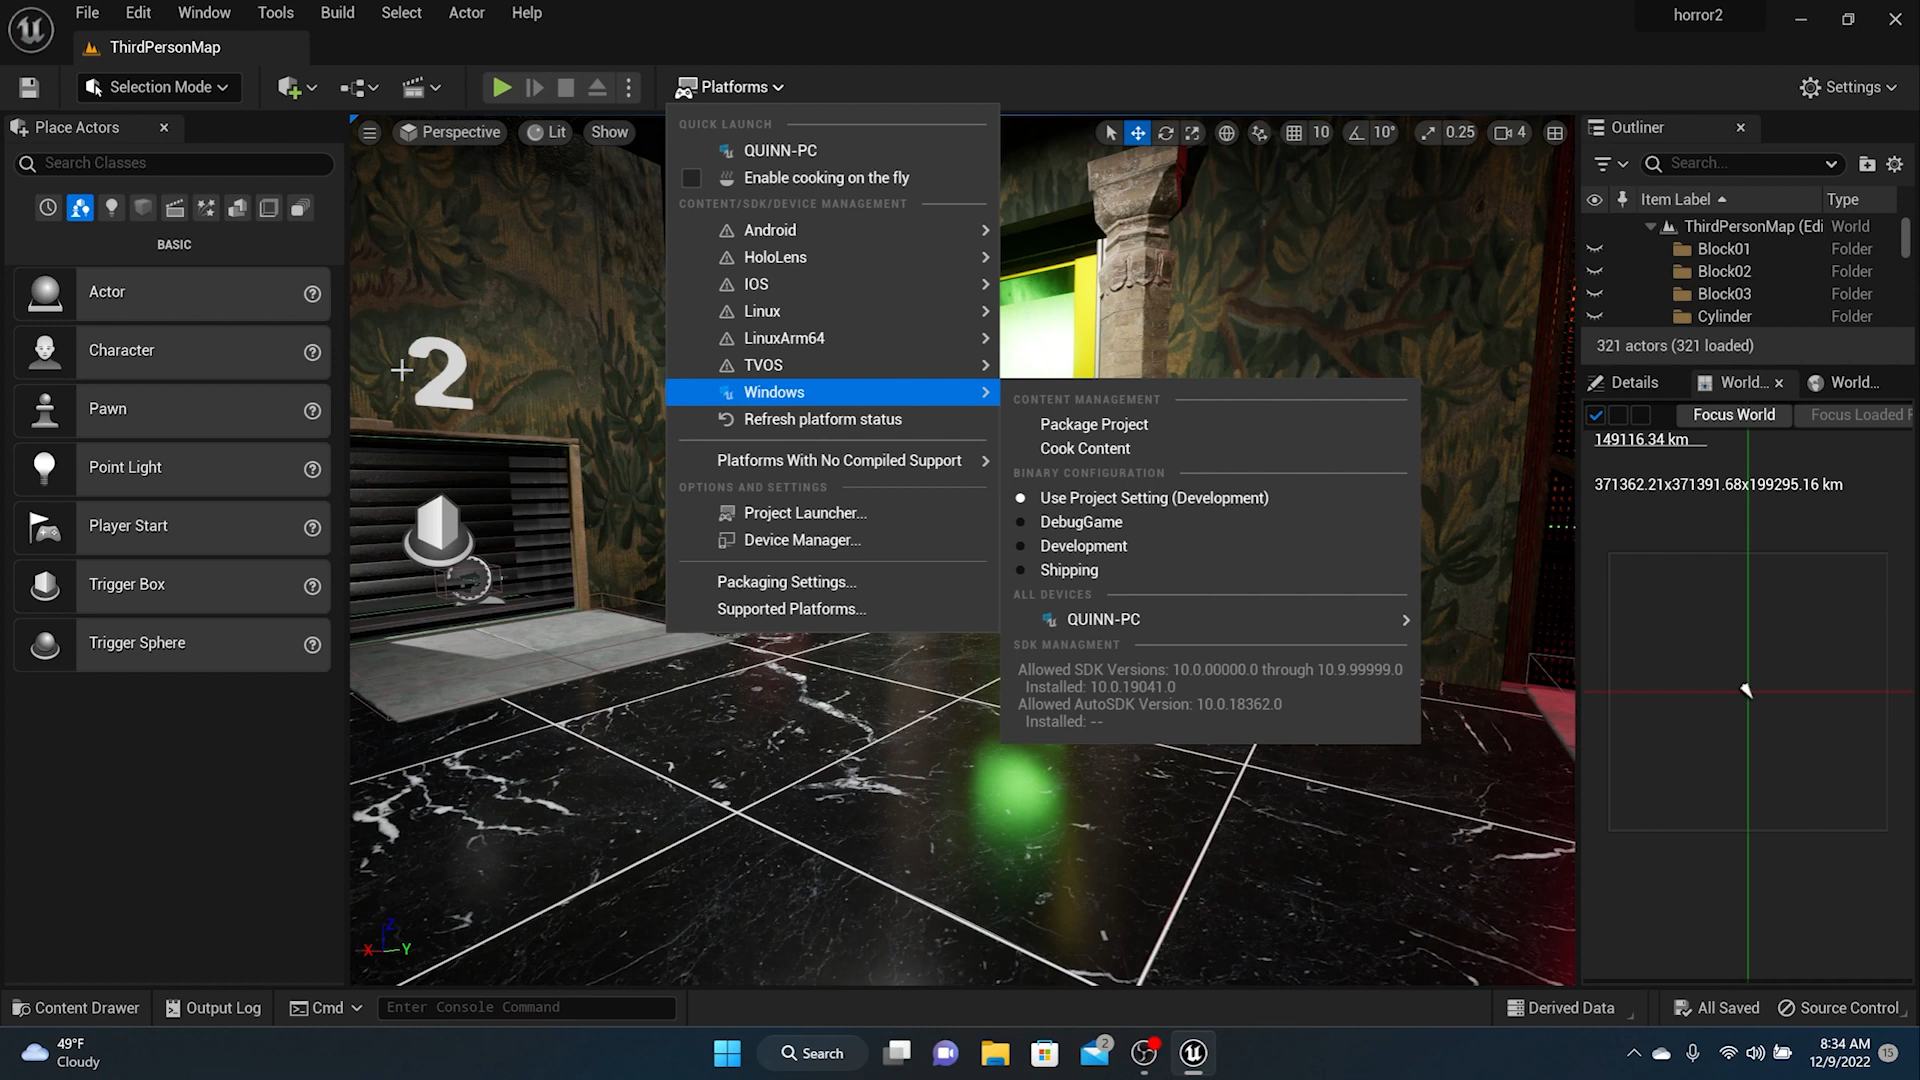 File Edit Window Tools Build Select Actor Help
horror2
ThirdPersonMap
Selection Mode
Platforms
Settings
Place Actors
Search Classes
BASIC
Actor
Character
Pawn
Point Light
Player Start
Trigger Box
Trigger Sphere
Perspective Lit Show
10 10° 0.25 4
2
QUICK LAUNCH
QUINN-PC
Enable cooking on the fly
CONTENT/SDK/DEVICE MANAGEMENT
Android
HoloLens
IOS
Linux
LinuxArm64
TVOS
Windows
Refresh platform status
Platforms With No Compiled Support
OPTIONS AND SETTINGS
Project Launcher...
Device Manager...
Packaging Settings...
Supported Platforms...
CONTENT MANAGEMENT
Package Project
Cook Content
BINARY CONFIGURATION
Use Project Setting (Development)
DebugGame
Development
Shipping
ALL DEVICES
QUINN-PC
SDK MANAGMENT
Allowed SDK Versions: 10.0.00000.0 through 10.9.99999.0
Installed: 10.0.19041.0
Allowed AutoSDK Version: 10.0.18362.0
Installed: --
Z
X Y
Outliner
Search...
Item Label Type
ThirdPersonMap (Edi World
Block01 Folder
Block02 Folder
Block03 Folder
Cylinder Folder
321 actors (321 loaded)
Details World... World...
Focus World Focus Loaded
149116.34 km
371362.21x371391.68x199295.16 km
Content Drawer Output Log Cmd Enter Console Command
Derived Data All Saved Source Control
49°F
Cloudy
Search
2
8:34 AM
12/9/2022
15